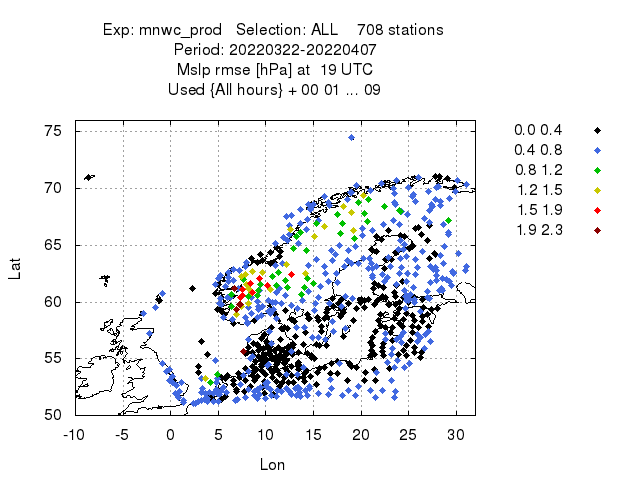 Exp: mnwc_prod   Selection: ALL    708 stations
Period: 20220322-20220407
Mslp rmse [hPa] at  19 UTC
Used {All hours} + 00 01 ... 09
0.0 0.4
0.4 0.8
0.8 1.2
1.2 1.5
1.5 1.9
1.9 2.3
Lat
75
70
65
60
55
50
-10 -5 0 5 10 15 20 25 30
Lon